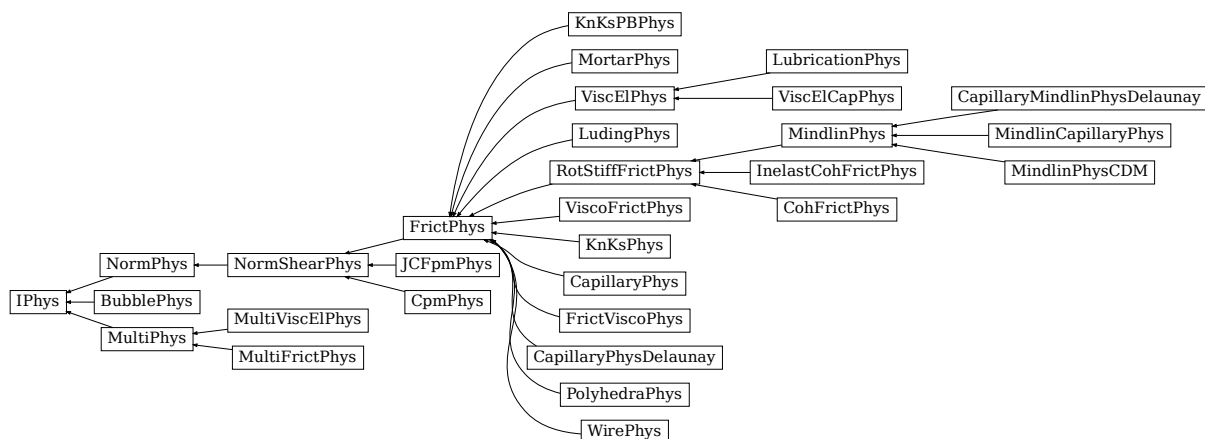 KnKsPBPhys
MortarPhys
LubricationPhys
ViscElPhys
ViscElCapPhys
CapillaryMindlinPhysDelaunay
LudingPhys
MindlinPhys
MindlinCapillaryPhys
RotStiffFrictPhys
InelastCohFrictPhys
MindlinPhysCDM
ViscoFrictPhys
CohFrictPhys
FrictPhys
KnKsPhys
NormPhys
NormShearPhys
JCFpmPhys
CapillaryPhys
IPhys
BubblePhys
CpmPhys
MultiViscElPhys
FrictViscoPhys
MultiPhys
MultiFrictPhys
CapillaryPhysDelaunay
PolyhedraPhys
WirePhys